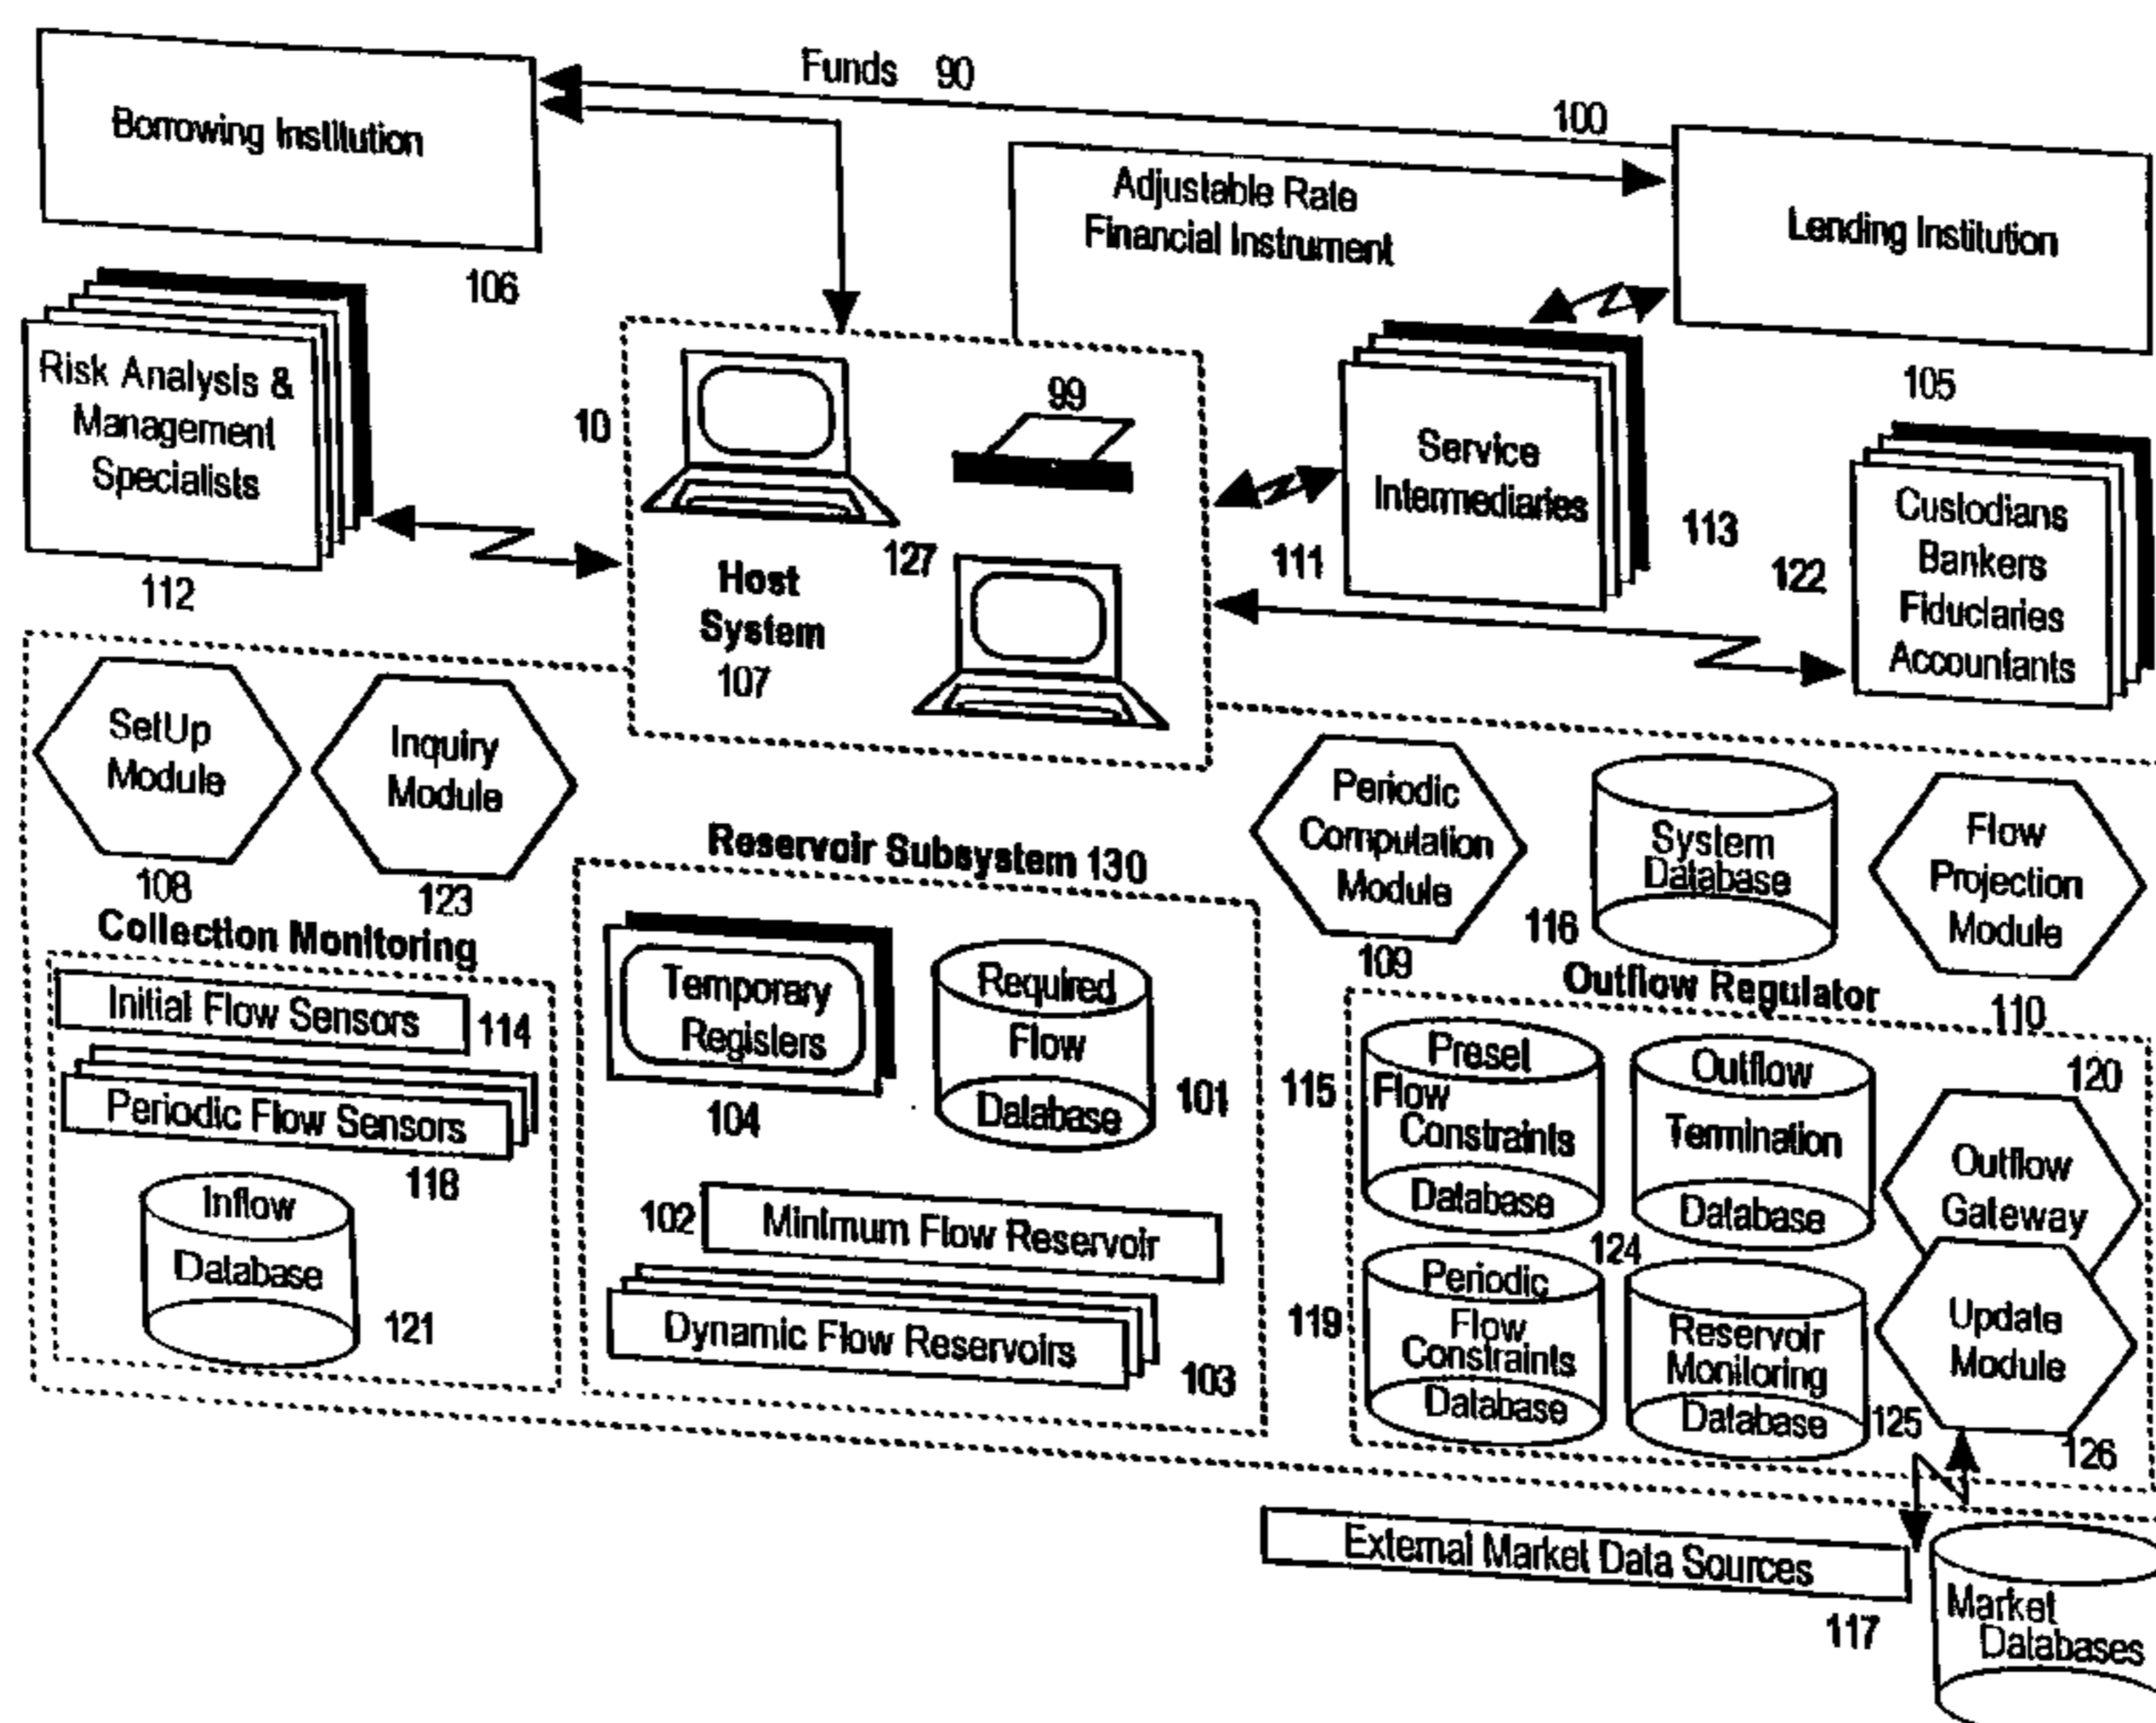 Funds 90
100
Borrowing Institution
Adjustable Rate
Financial Instrument
Lending Institution
106
105
Risk Analysis &
Management
Specialists
112
10
99
127
Host
System
107
Service
Intermediaries
111
113
122
Custodians
Bankers
Fiduciaries
Accountants
SetUp
Module
108
Inquiry
Module
123
Periodic
Computation
Module
109
System
Database
116
Flow
Projection
Module
110
Collection Monitoring
Initial Flow Sensors
114
Periodic Flow Sensors
118
Inflow
Database
121
Reservoir Subsystem 130
Temporary
Registers
104
Required
Flow
Database
101
102
Minimum Flow Reservoir
Dynamic Flow Reservoirs
103
Outflow Regulator
115
Preset
Flow
Constraints
Database
Outflow
Termination
Database
124
120
Outflow
Gateway
119
Periodic
Flow
Constraints
Database
Reservoir
Monitoring
Database
125
Update
Module
126
External Market Data Sources
117
Market
Databases